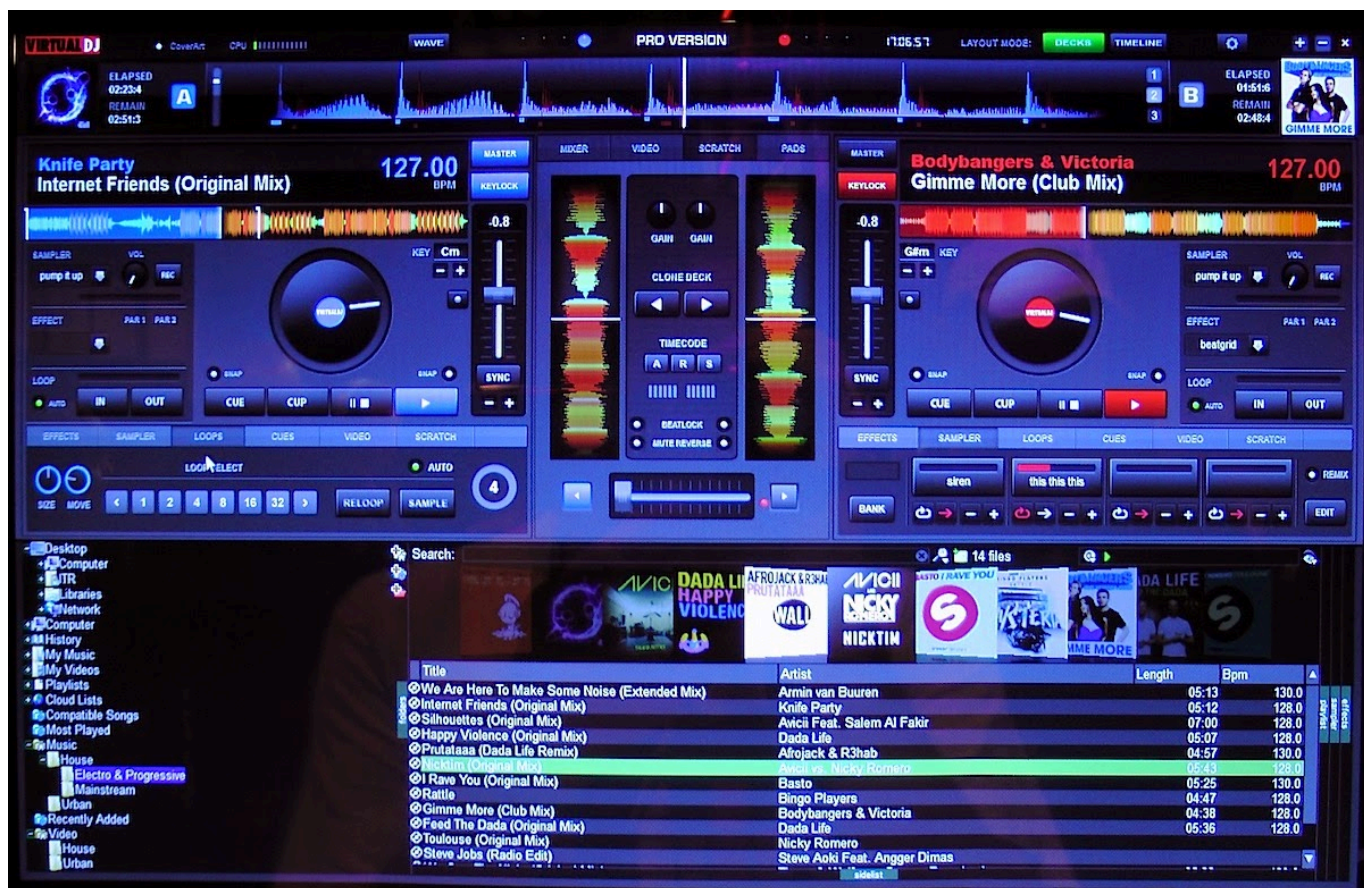 VIRTUAL DJ
CoverArt
CPU
WAVE
PRO VERSION
17:06:57
LAYOUT MODE:
DECKS
TIMELINE
ELAPSED
02:23:4
REMAIN
02:51:3
A
1
2
3
B
ELAPSED
01:51:6
REMAIN
02:48:4
BODYBANGERS
GIMME MORE
Knife Party
Internet Friends (Original Mix)
127.00
BPM
MASTER
KEYLOCK
MIXER VIDEO SCRATCH PADS
MASTER
KEYLOCK
Bodybangers & Victoria
Gimme More (Club Mix)
127.00
BPM
-0.8
GAIN GAIN
-0.8
SAMPLER VOL
pump it up REC
KEY Cm
- +
EFFECT PAR 1 PAR 2
VIRTUALDJ
SNAP SNAP
LOOP
AUTO IN OUT
CUE CUP
SYNC
- +
CLONE DECK
TIMECODE
A R S
BEATLOCK
MUTE REVERSE
G#m KEY
- +
VIRTUALDJ
SNAP SNAP
SYNC
- +
CUE CUP
SAMPLER VOL
pump it up REC
EFFECT PAR 1 PAR 2
beatgrid
LOOP
AUTO IN OUT
EFFECTS SAMPLER LOOPS CUES VIDEO SCRATCH
LOOP SELECT AUTO
SIZE MOVE
< 1 2 4 8 16 32 >
RELOOP SAMPLE
4
EFFECTS SAMPLER LOOPS CUES VIDEO SCRATCH
siren this this this REMIX
BANK
- + - + - + - +
EDIT
Desktop
Computer
JTR
Libraries
Network
Computer
History
My Music
My Videos
Playlists
Cloud Lists
Compatible Songs
Most Played
Music
House
Electro & Progressive
Mainstream
Urban
Recently Added
Video
House
Urban
Search:
14 files
AVIC
DADA LI
HAPPY
VIOLENC
AFROJACK & R3HAB
PRUTATAAA
WALL
AVICII
NICKY
ROMERO
NICKTIM
BASTO I RAVE YOU
MME MORE
DADA LIFE
folders
Title Artist Length Bpm
We Are Here To Make Some Noise (Extended Mix) Armin van Buuren 05:13 130.0
Internet Friends (Original Mix) Knife Party 05:12 128.0
Silhouettes (Original Mix) Avicii Feat. Salem Al Fakir 07:00 128.0
Happy Violence (Original Mix) Dada Life 05:07 128.0
Prutataaa (Dada Life Remix) Afrojack & R3hab 04:57 130.0
Nicktim (Original Mix) Avicii vs. Nicky Romero 05:43 128.0
I Rave You (Original Mix) Basto 05:25 130.0
Rattle Bingo Players 04:47 128.0
Gimme More (Club Mix) Bodybangers & Victoria 04:38 128.0
Feed The Dada (Original Mix) Dada Life 05:36 128.0
Toulouse (Original Mix) Nicky Romero
Steve Jobs (Radio Edit) Steve Aoki Feat. Angger Dimas
effects
sampler
playlist
sidelist